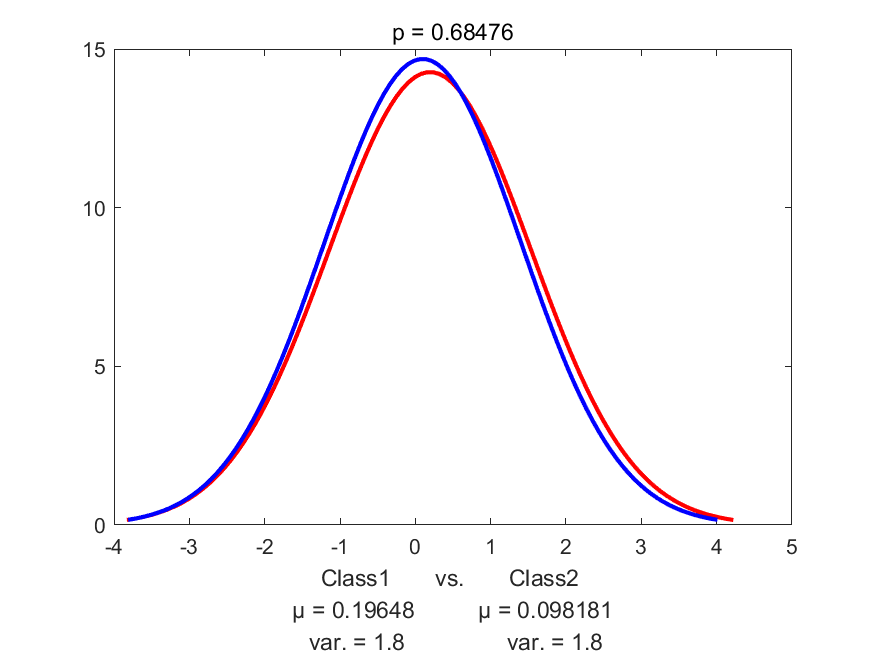 p = 0.68476
15
10
5
0
-4 -3 -2 -1 0 1 2 3 4 5
Class1 vs. Class2
μ = 0.19648 μ = 0.098181
var. = 1.8 var. = 1.8